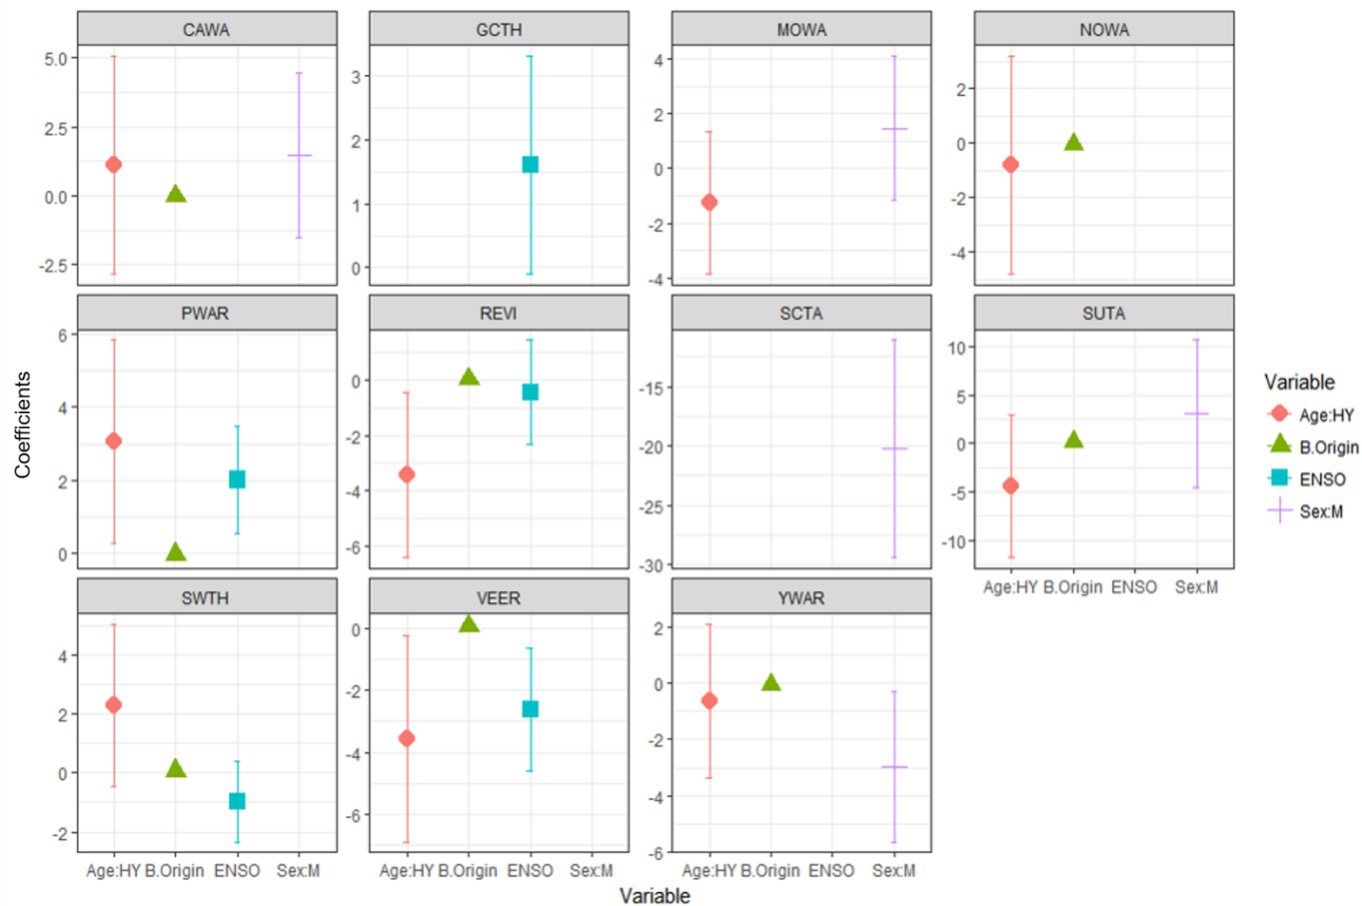 CAWA GCTH MOWA NOWA
5.0 2.5 0.0 -2.5
3 2 1 0
4 2 0 -2 -4
2 0 -2 -4
PWAR REVI SCTA SUTA
6 4 2 0
0 -2 -4 -6
-15 -20 -25 -30
10 5 0 -5 -10
Age:HY B.Origin ENSO Sex:M
SWTH VEER YWAR
4 2 0 -2
0 -2 -4 -6
2 0 -2 -4 -6
Age:HY B.Origin ENSO Sex:M Age:HY B.Origin ENSO Sex:M Age:HY B.Origin ENSO Sex:M
Variable
Coefficients
Variable
Age:HY
B.Origin
ENSO
Sex:M